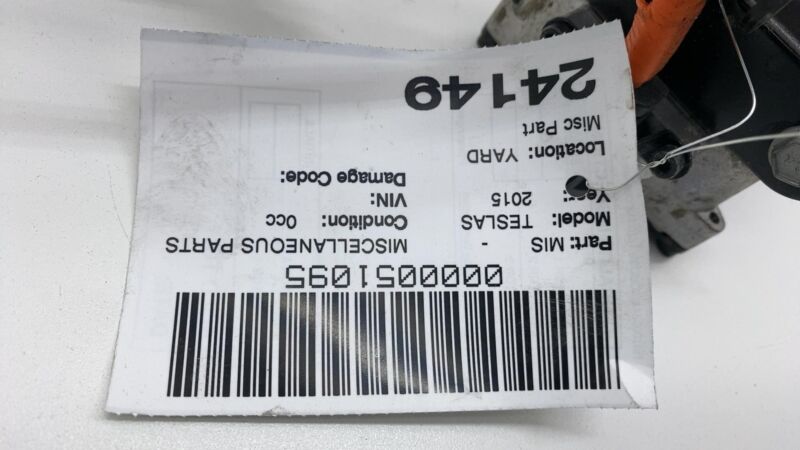 0000051095
Part: MIS - MISCELLANEOUS PARTS
Model: TESLAS Condition: 0cc
Year: 2015 VIN:
Damage Code:
Location: YARD
Misc Part
24149